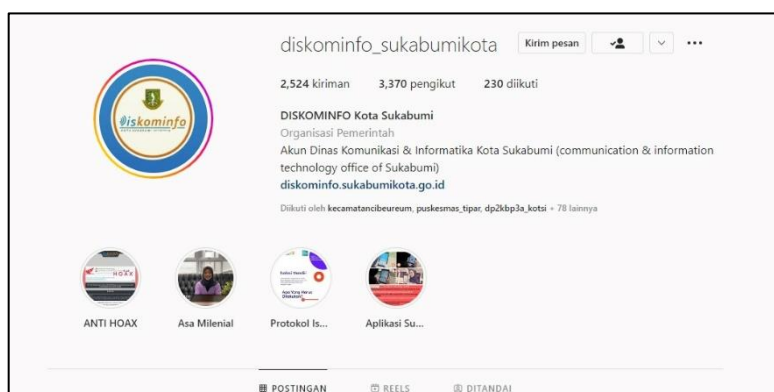 diskominfo_sukabumikota Kirim pesan
2,524 kiriman 3,370 pengikut 230 diikuti
DISKOMINFO Kota Sukabumi
Organisasi Pemerintah
Akun Dinas Komunikasi & Informatika Kota Sukabumi (communication & information
technology office of Sukabumi)
diskominfo.sukabumikota.go.id
Diikuti oleh kecamatancibeureum, puskesmas_tipar, dp2kbp3a_kotsi + 78 lainnya
Diskominfo
HOAX
ANTI HOAX Asa Milenial Protokol Is... Aplikasi Su...
POSTINGAN REELS DITANDAI